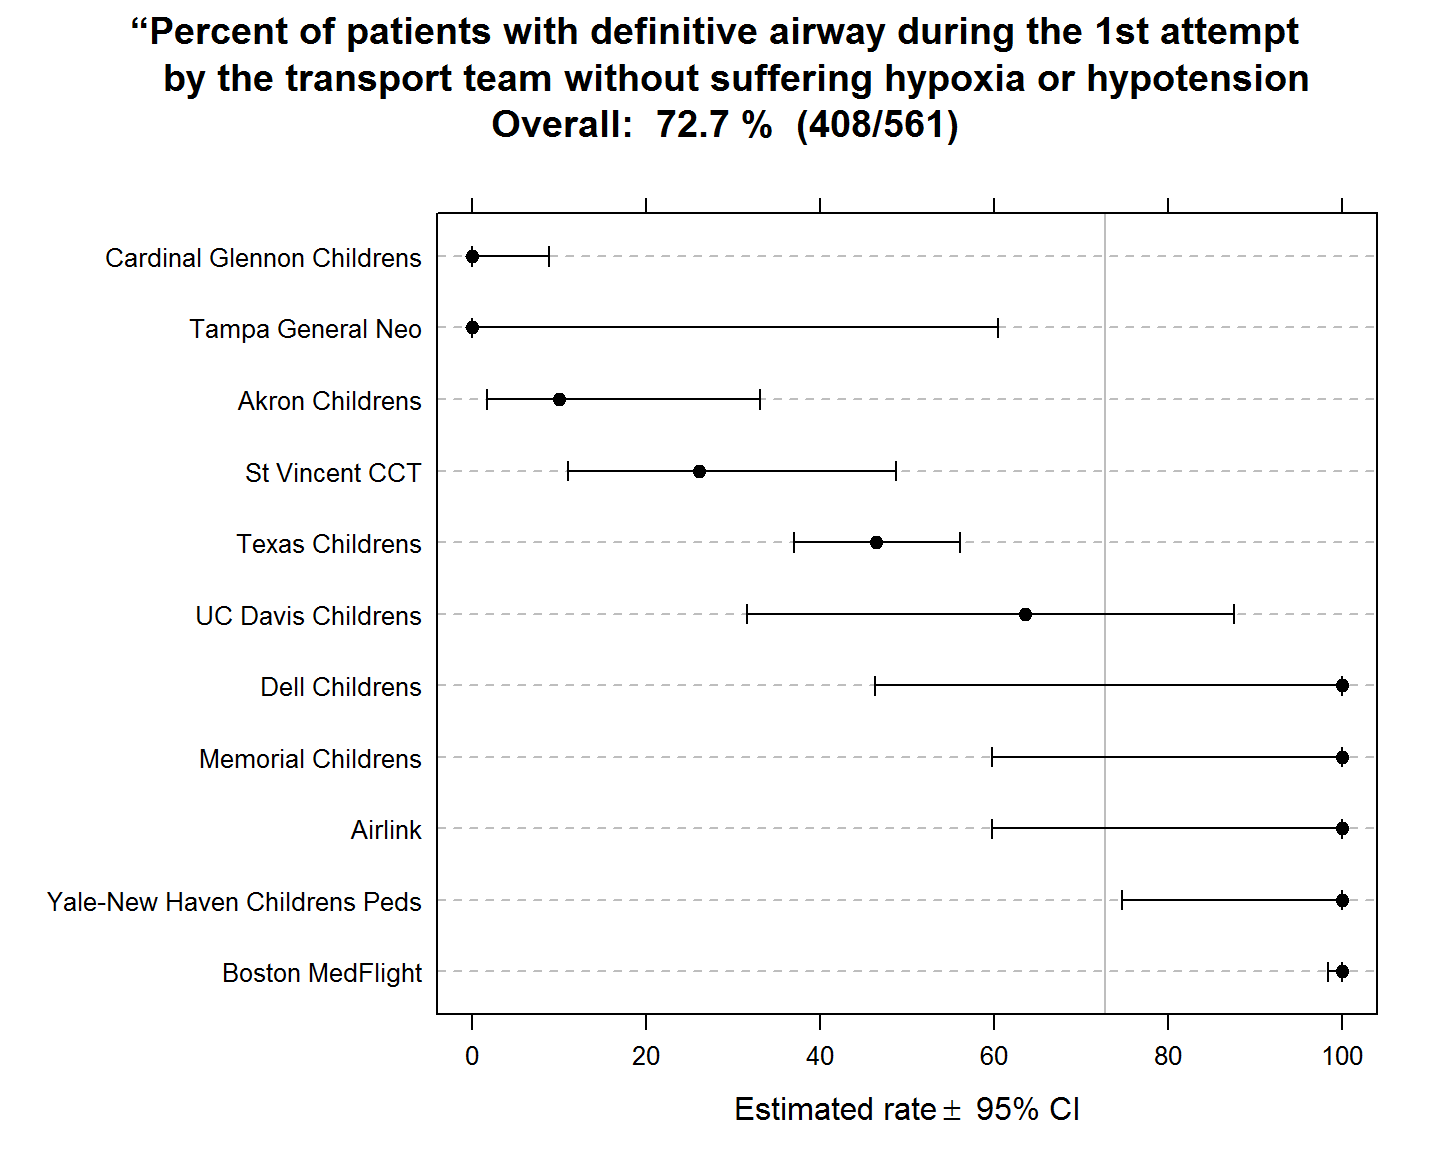 “Percent of patients with definitive airway during the 1st attempt
by the transport team without suffering hypoxia or hypotension
Overall: 72.7 % (408/561)
Cardinal Glennon Childrens
Tampa General Neo
Akron Childrens
St Vincent CCT
Texas Childrens
UC Davis Childrens
Dell Childrens
Memorial Childrens
Airlink
Yale-New Haven Childrens Peds
Boston MedFlight
0 20 40 60 80 100
Estimated rate ± 95% CI